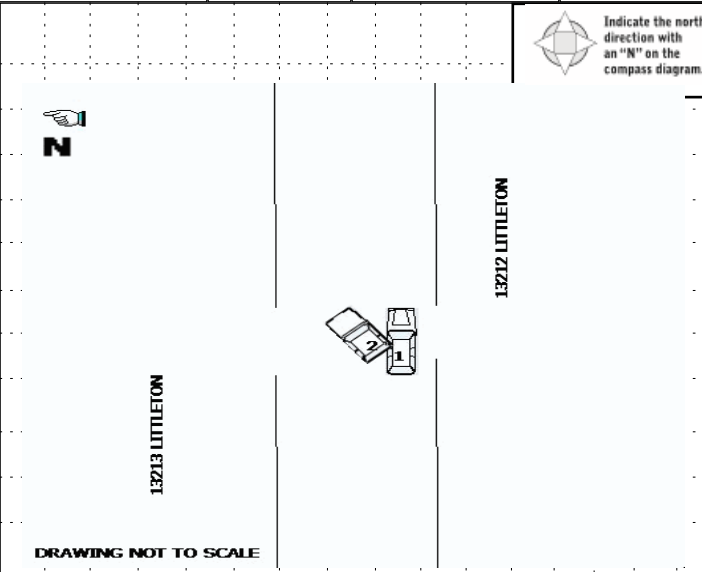 Indicate the north
direction with
an “N” on the
compass diagram.
N
13212 LITTLETON
2
1
13213 LITTLETON
DRAWING NOT TO SCALE